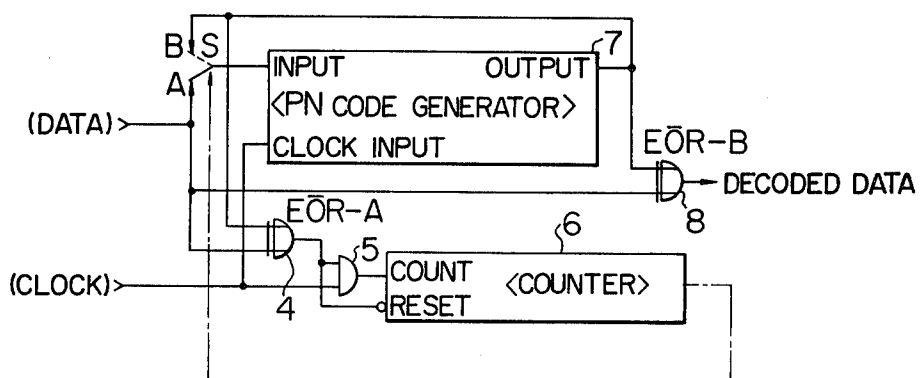 B S
A
7
INPUT OUTPUT
<PN CODE GENERATOR>
CLOCK INPUT
(DATA)
EŌR-B
DECODED DATA
8
EŌR-A
4
5
6
COUNT <COUNTER>
RESET
(CLOCK)